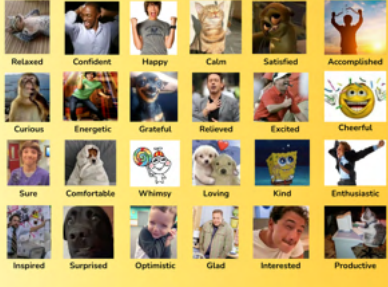 Relaxed Confident Happy Calm Satisfied Accomplished
Curious Energetic Grateful Relieved Excited Cheerful
Sure Comfortable Whimsy Loving Kind Enthusiastic
Inspired Surprised Optimistic Glad Interested Productive